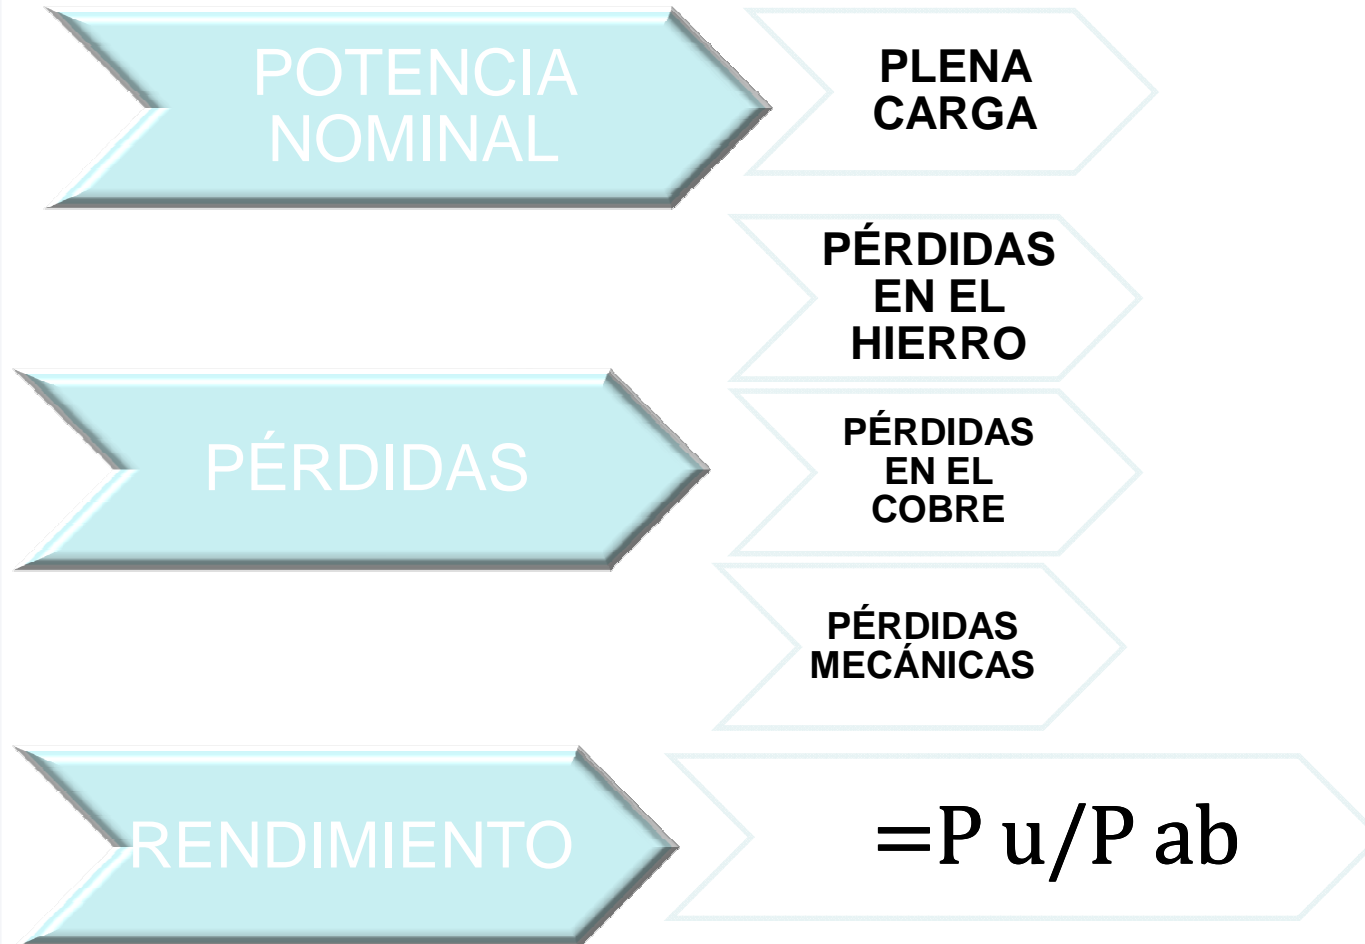 POTENCIA
NOMINAL
PLENA
CARGA
PÉRDIDAS
PÉRDIDAS
EN EL
HIERRO
PÉRDIDAS
EN EL
COBRE
PÉRDIDAS
MECÁNICAS
RENDIMIENTO
=P u/P ab